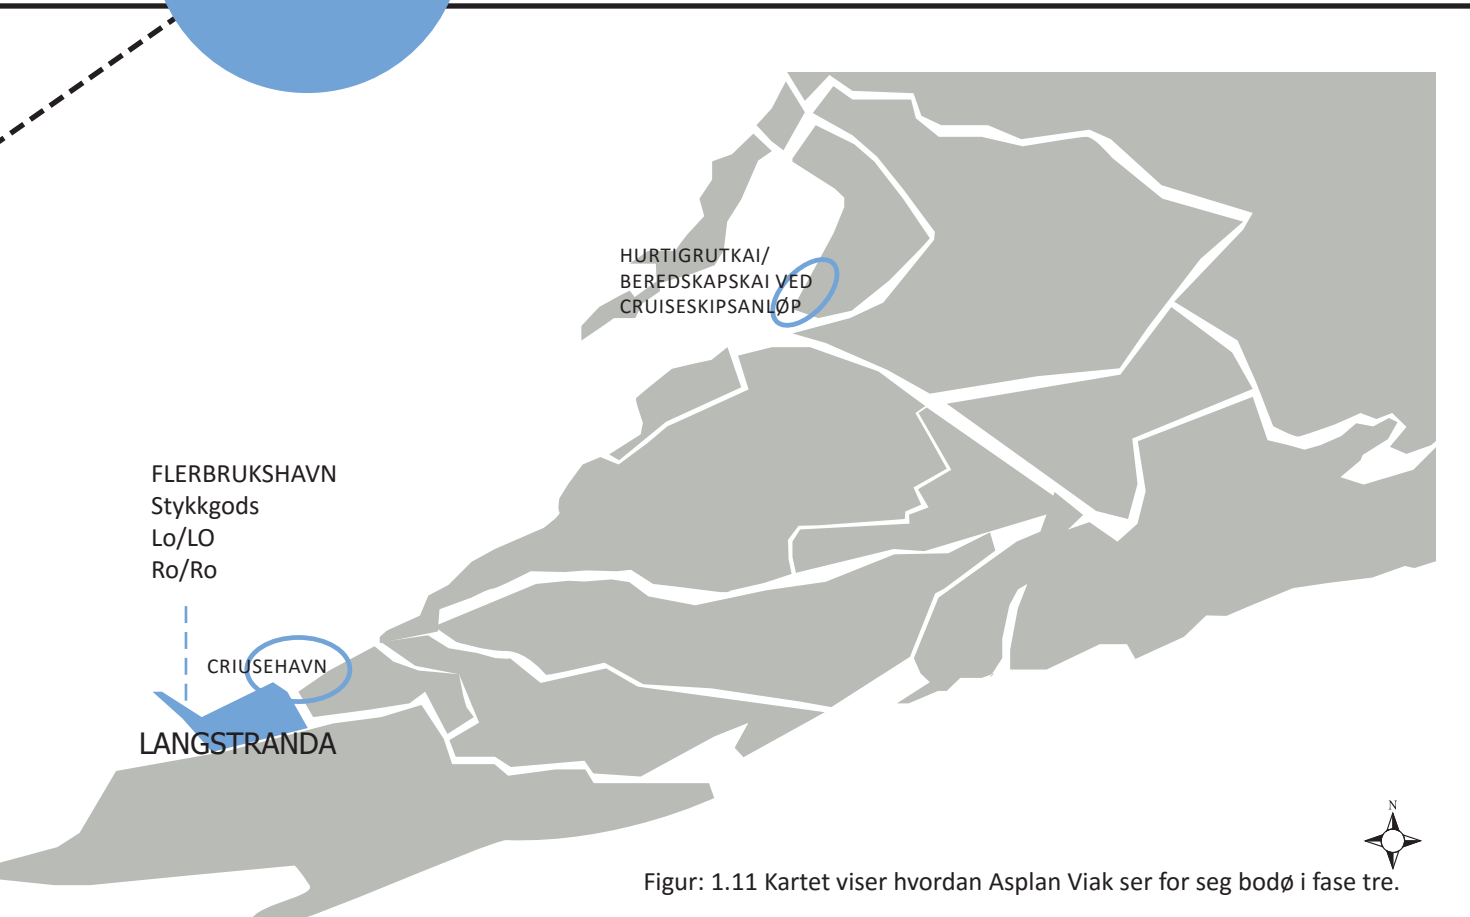 HURTIGRUTKAI/
BEREDSKAPSKAI VED
CRUISESKIPSANLØP
FLERBRUKSHAVN
Stykkgods
Lo/LO
Ro/Ro
CRIUSEHAVN
LANGSTRANDA
N
Figur: 1.11 Kartet viser hvordan Asplan Viak ser for seg bodø i fase tre.